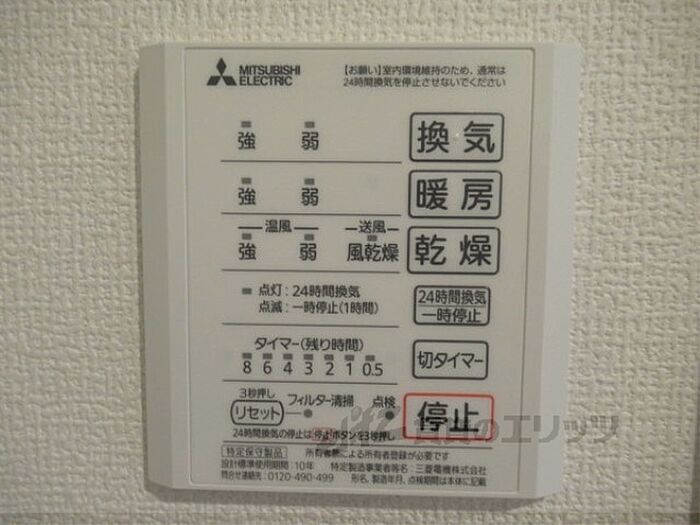 MITSUBISHI
ELECTRIC
【お願い】室内環境維持のため、通常は
24時間換気を停止させないでください
強 弱 換気
強 弱 暖房
温風 送風
強 弱 風乾燥 乾燥
点灯:24時間換気
点滅:一時停止(1時間)
24時間換気
一時停止
タイマー(残り時間)
8 6 4 3 2 1 0.5
切タイマー
3秒押し
リセット フィルター清掃 点検
停止
24時間換気の停止は停止ボタンを3秒押し
特定保守製品 所有者票による所有者登録が必要です
設計標準使用期間:10年 特定製造事業者等名:三菱電機株式会社
問合せ連絡先:0120-490-499 形名、製造年月、点検期間は本体に記載
賃貸のエリッツ